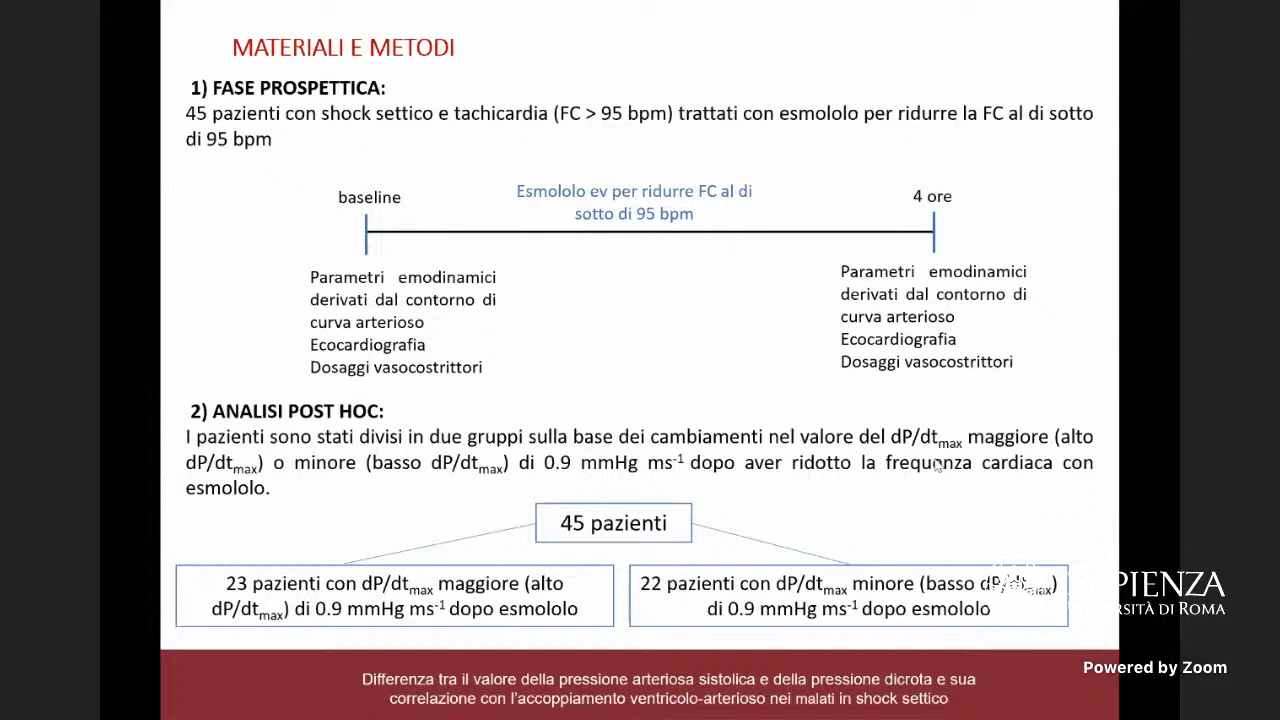 MATERIALI E METODI
1) FASE PROSPETTICA:
45 pazienti con shock settico e tachicardia (FC > 95 bpm) trattati con esmololo per ridurre la FC al di sotto
di 95 bpm
baseline
Esmololo ev per ridurre FC al di
sotto di 95 bpm
4 ore
Parametri emodinamici
derivati dal contorno di
curva arterioso
Ecocardiografia
Dosaggi vasocostrittori
Parametri emodinamici
derivati dal contorno di
curva arterioso
Ecocardiografia
Dosaggi vasocostrittori
2) ANALISI POST HOC:
I pazienti sono stati divisi in due gruppi sulla base dei cambiamenti nel valore del dP/dtmax maggiore (alto
dP/dtmax) o minore (basso dP/dtmax) di 0.9 mmHg ms-1 dopo aver ridotto la frequenza cardiaca con
esmololo.
45 pazienti
23 pazienti con dP/dtmax maggiore (alto
dP/dtmax) di 0.9 mmHg ms-1 dopo esmololo
22 pazienti con dP/dtmax minore (basso dP/dtmax)
di 0.9 mmHg ms-1 dopo esmololo
SAPIENZA
UNIVERSITÀ DI ROMA
Powered by Zoom
Differenza tra il valore della pressione arteriosa sistolica e della pressione dicrota e sua
correlazione con l'accoppiamento ventricolo-arterioso nei malati in shock settico